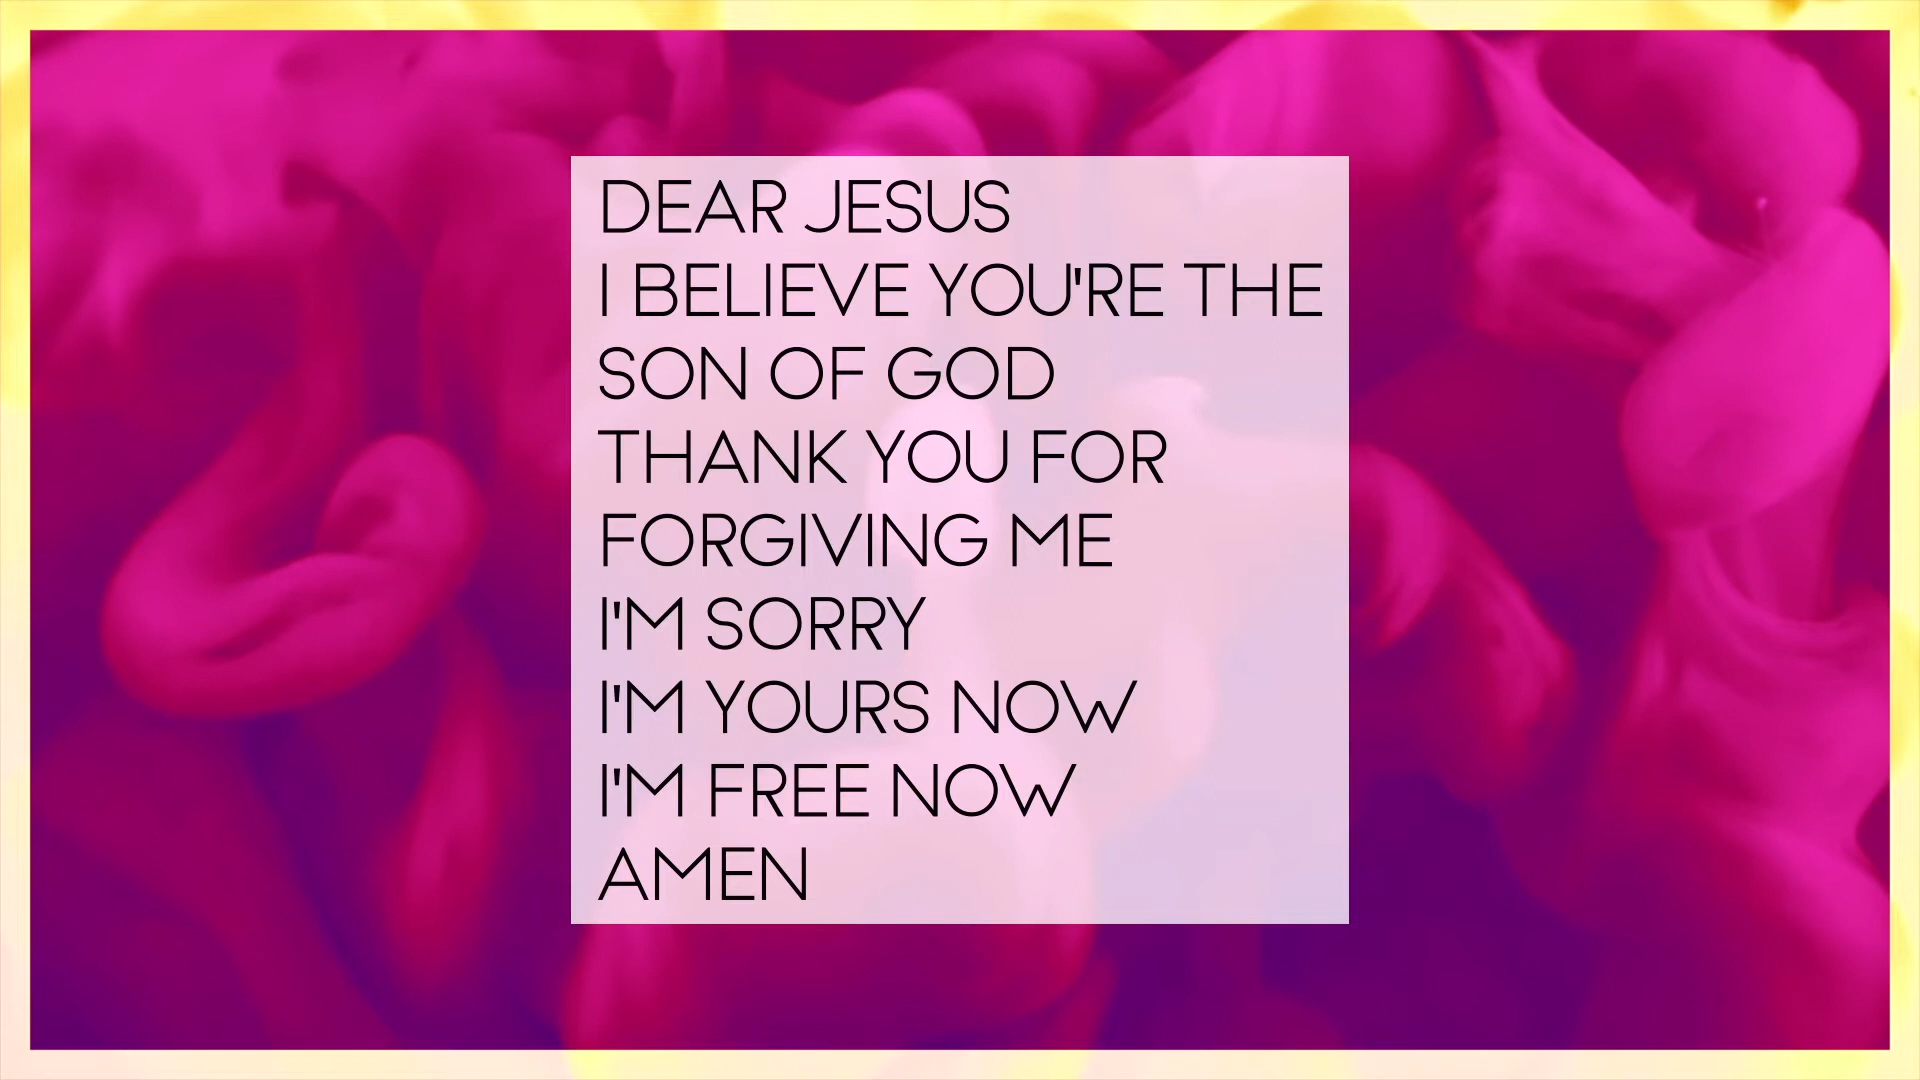 DEAR JESUS
I BELIEVE YOU'RE THE
SON OF GOD
THANK YOU FOR
FORGIVING ME
I'M SORRY
I'M YOURS NOW
I'M FREE NOW
AMEN